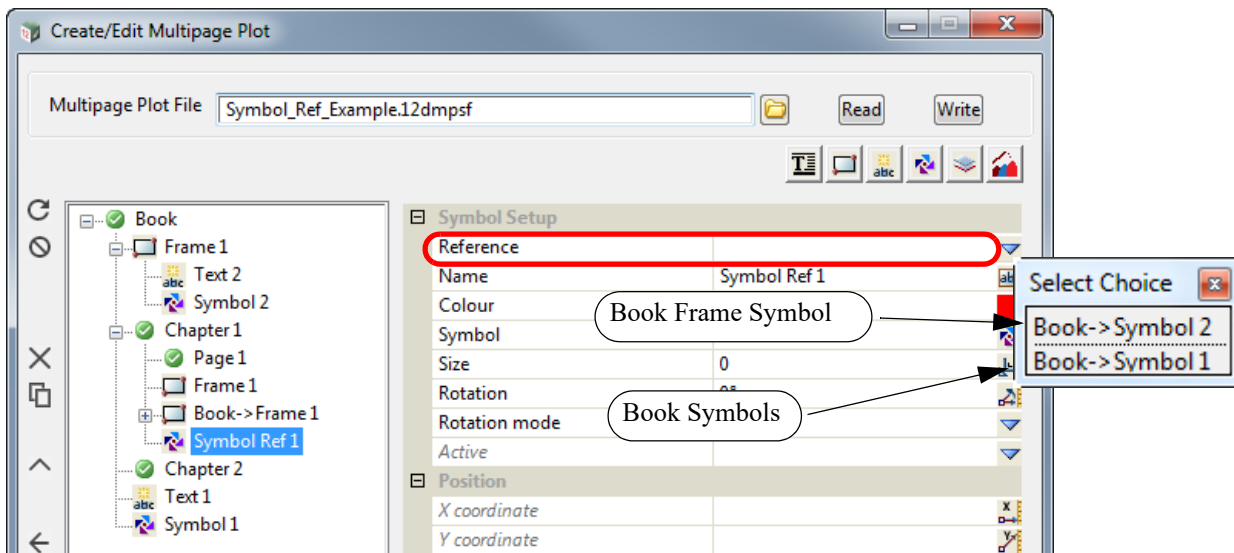 Create/Edit Multipage Plot
Multipage Plot File Symbol_Ref_Example.12dmpsf Read Write
Book
Frame 1
Text 2
Symbol 2
Chapter 1
Page 1
Frame 1
Book->Frame 1
Symbol Ref 1
Chapter 2
Text 1
Symbol 1
Symbol Setup
Reference
Name Symbol Ref 1
Colour
Symbol
Size 0
Rotation
Rotation mode
Active
Position
X coordinate
Y coordinate
Book Frame Symbol
Book Symbols
Select Choice
Book->Symbol 2
Book->Symbol 1